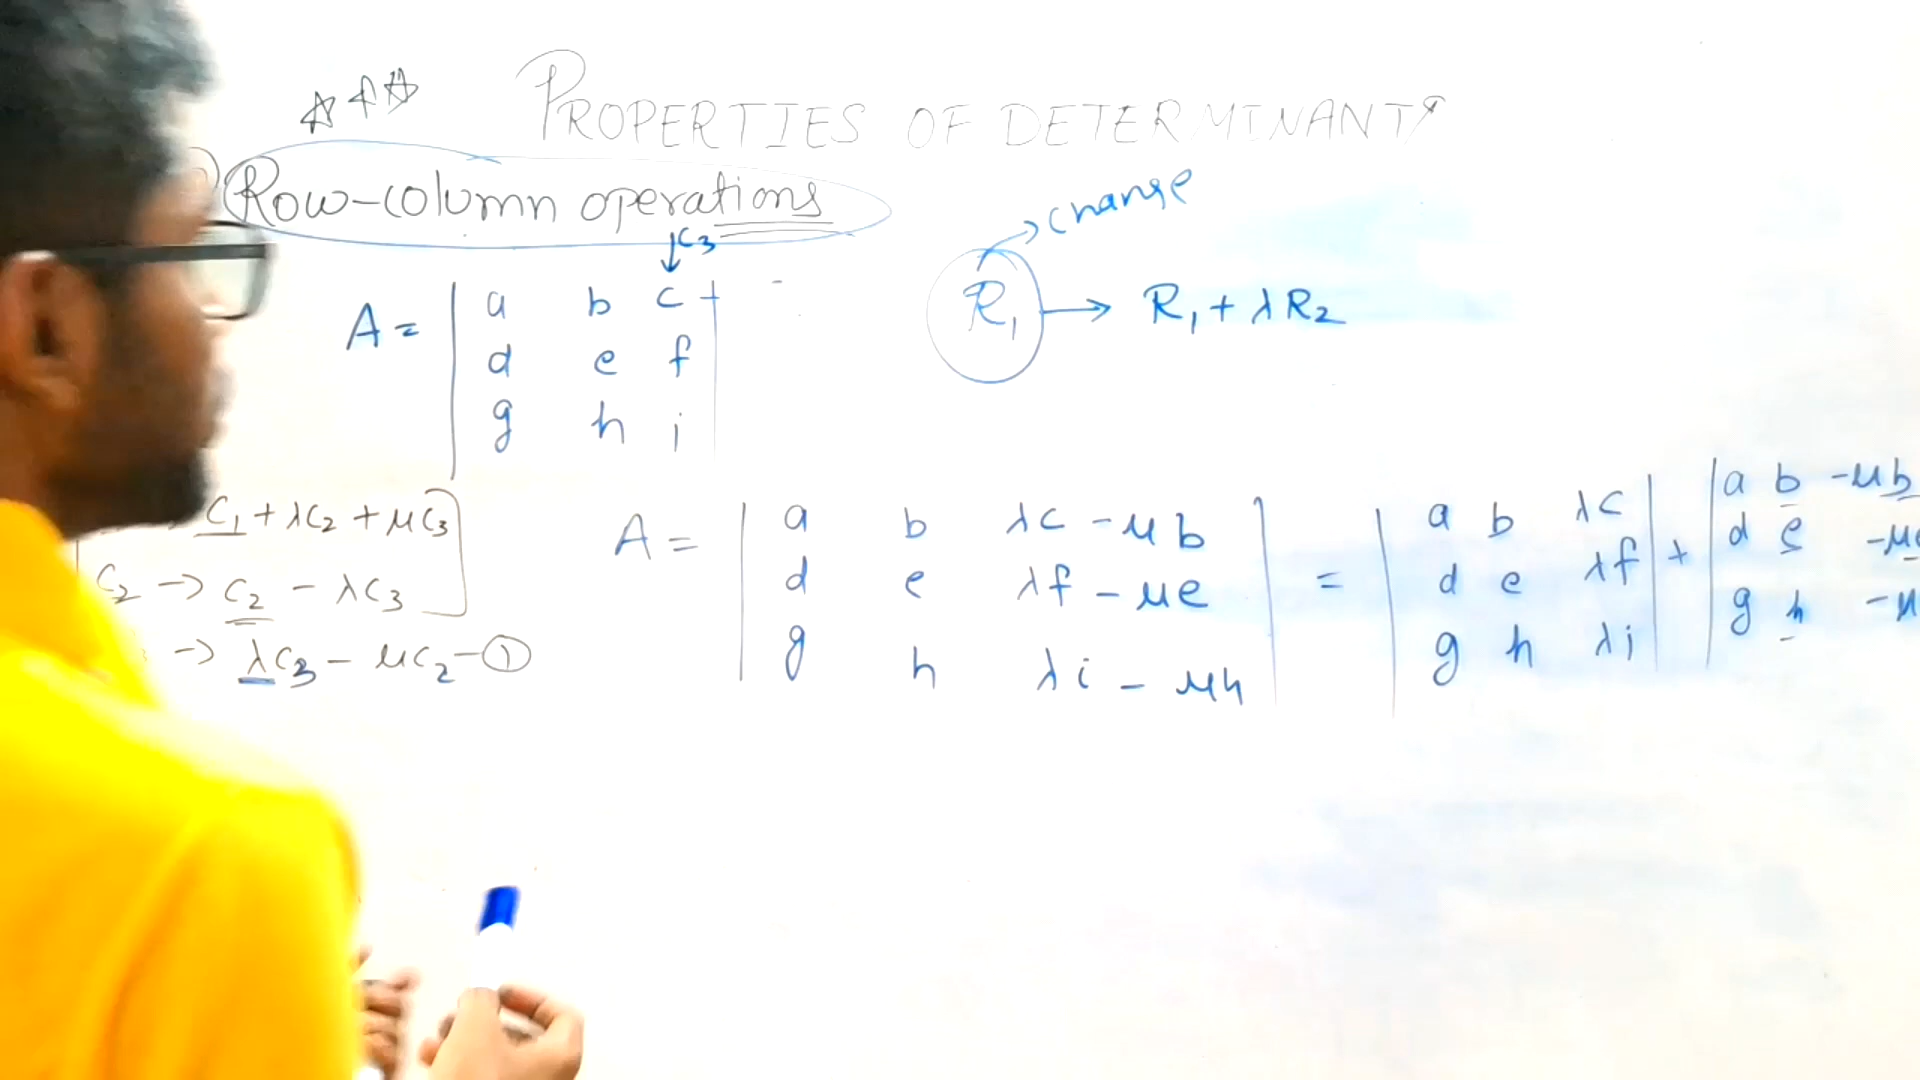 PROPERTIES OF DETERMINANTS
Row-column operations
C3
change
A = | a b c |
| d e f |
| g h i |
R1 → R1 + λR2
C1 + λC2 + μC3
C2 → C2 - λC3
→ λC3 - μC2 - ①
A = | a b λc - μb | = | a b λc | + | a b -μb
| d e λf - μe | | d e λf | | d e -μe
| g h λi - μh | | g h λi | | g h -μ